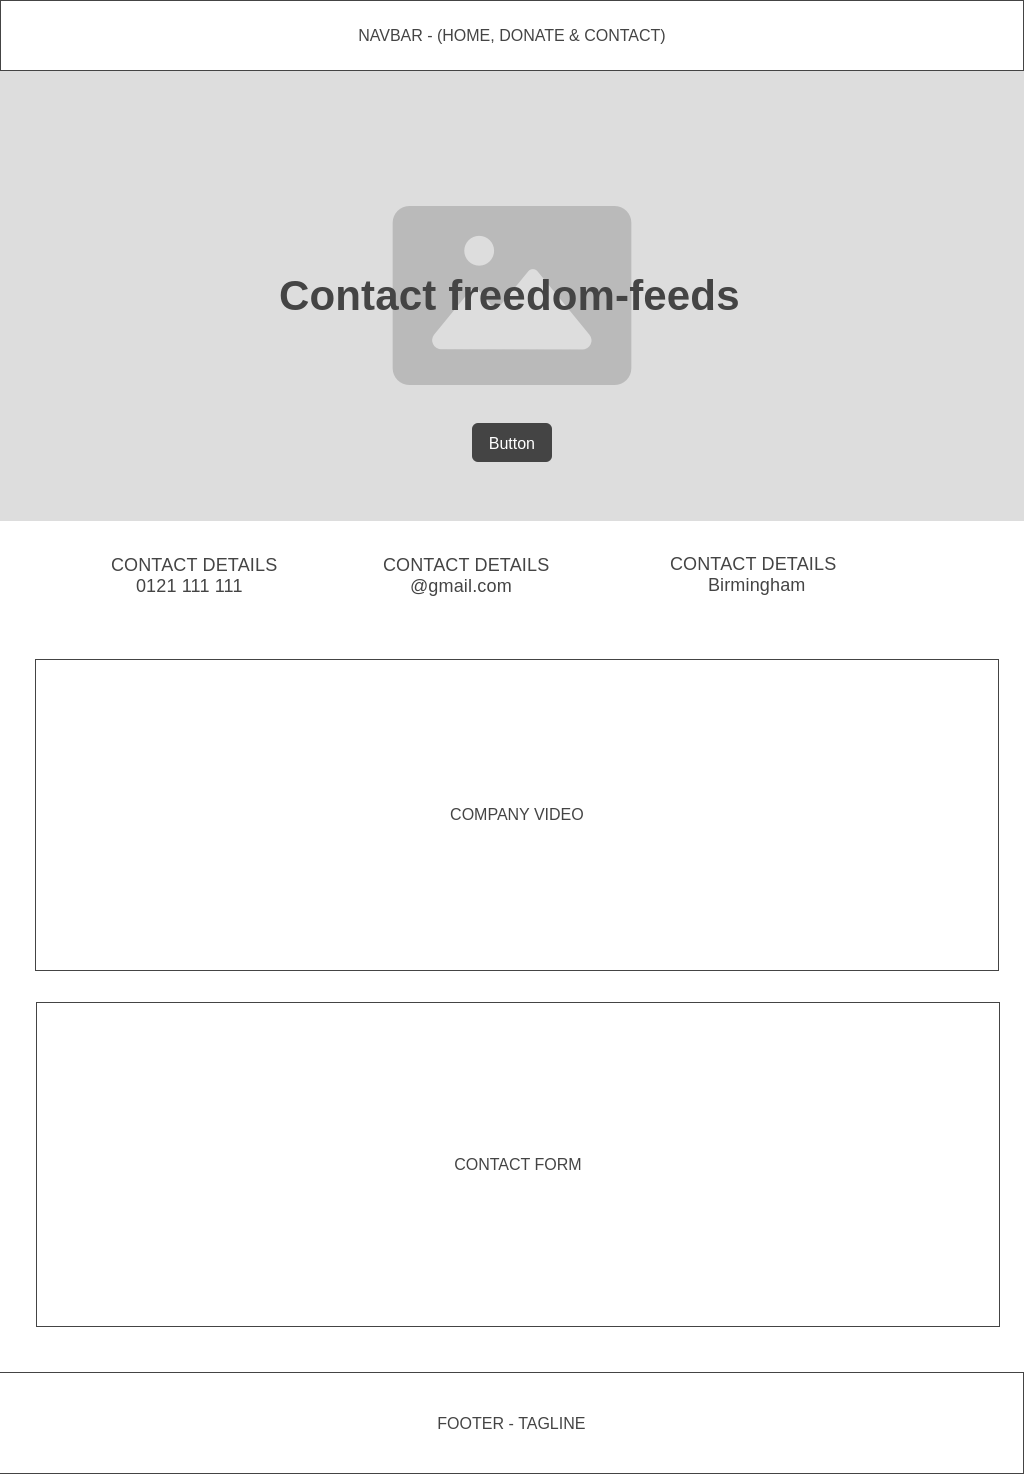 NAVBAR - (HOME, DONATE & CONTACT)
Contact freedom-feeds
Button
CONTACT DETAILS
0121 111 111
CONTACT DETAILS
@gmail.com
CONTACT DETAILS
Birmingham
COMPANY VIDEO
CONTACT FORM
FOOTER - TAGLINE